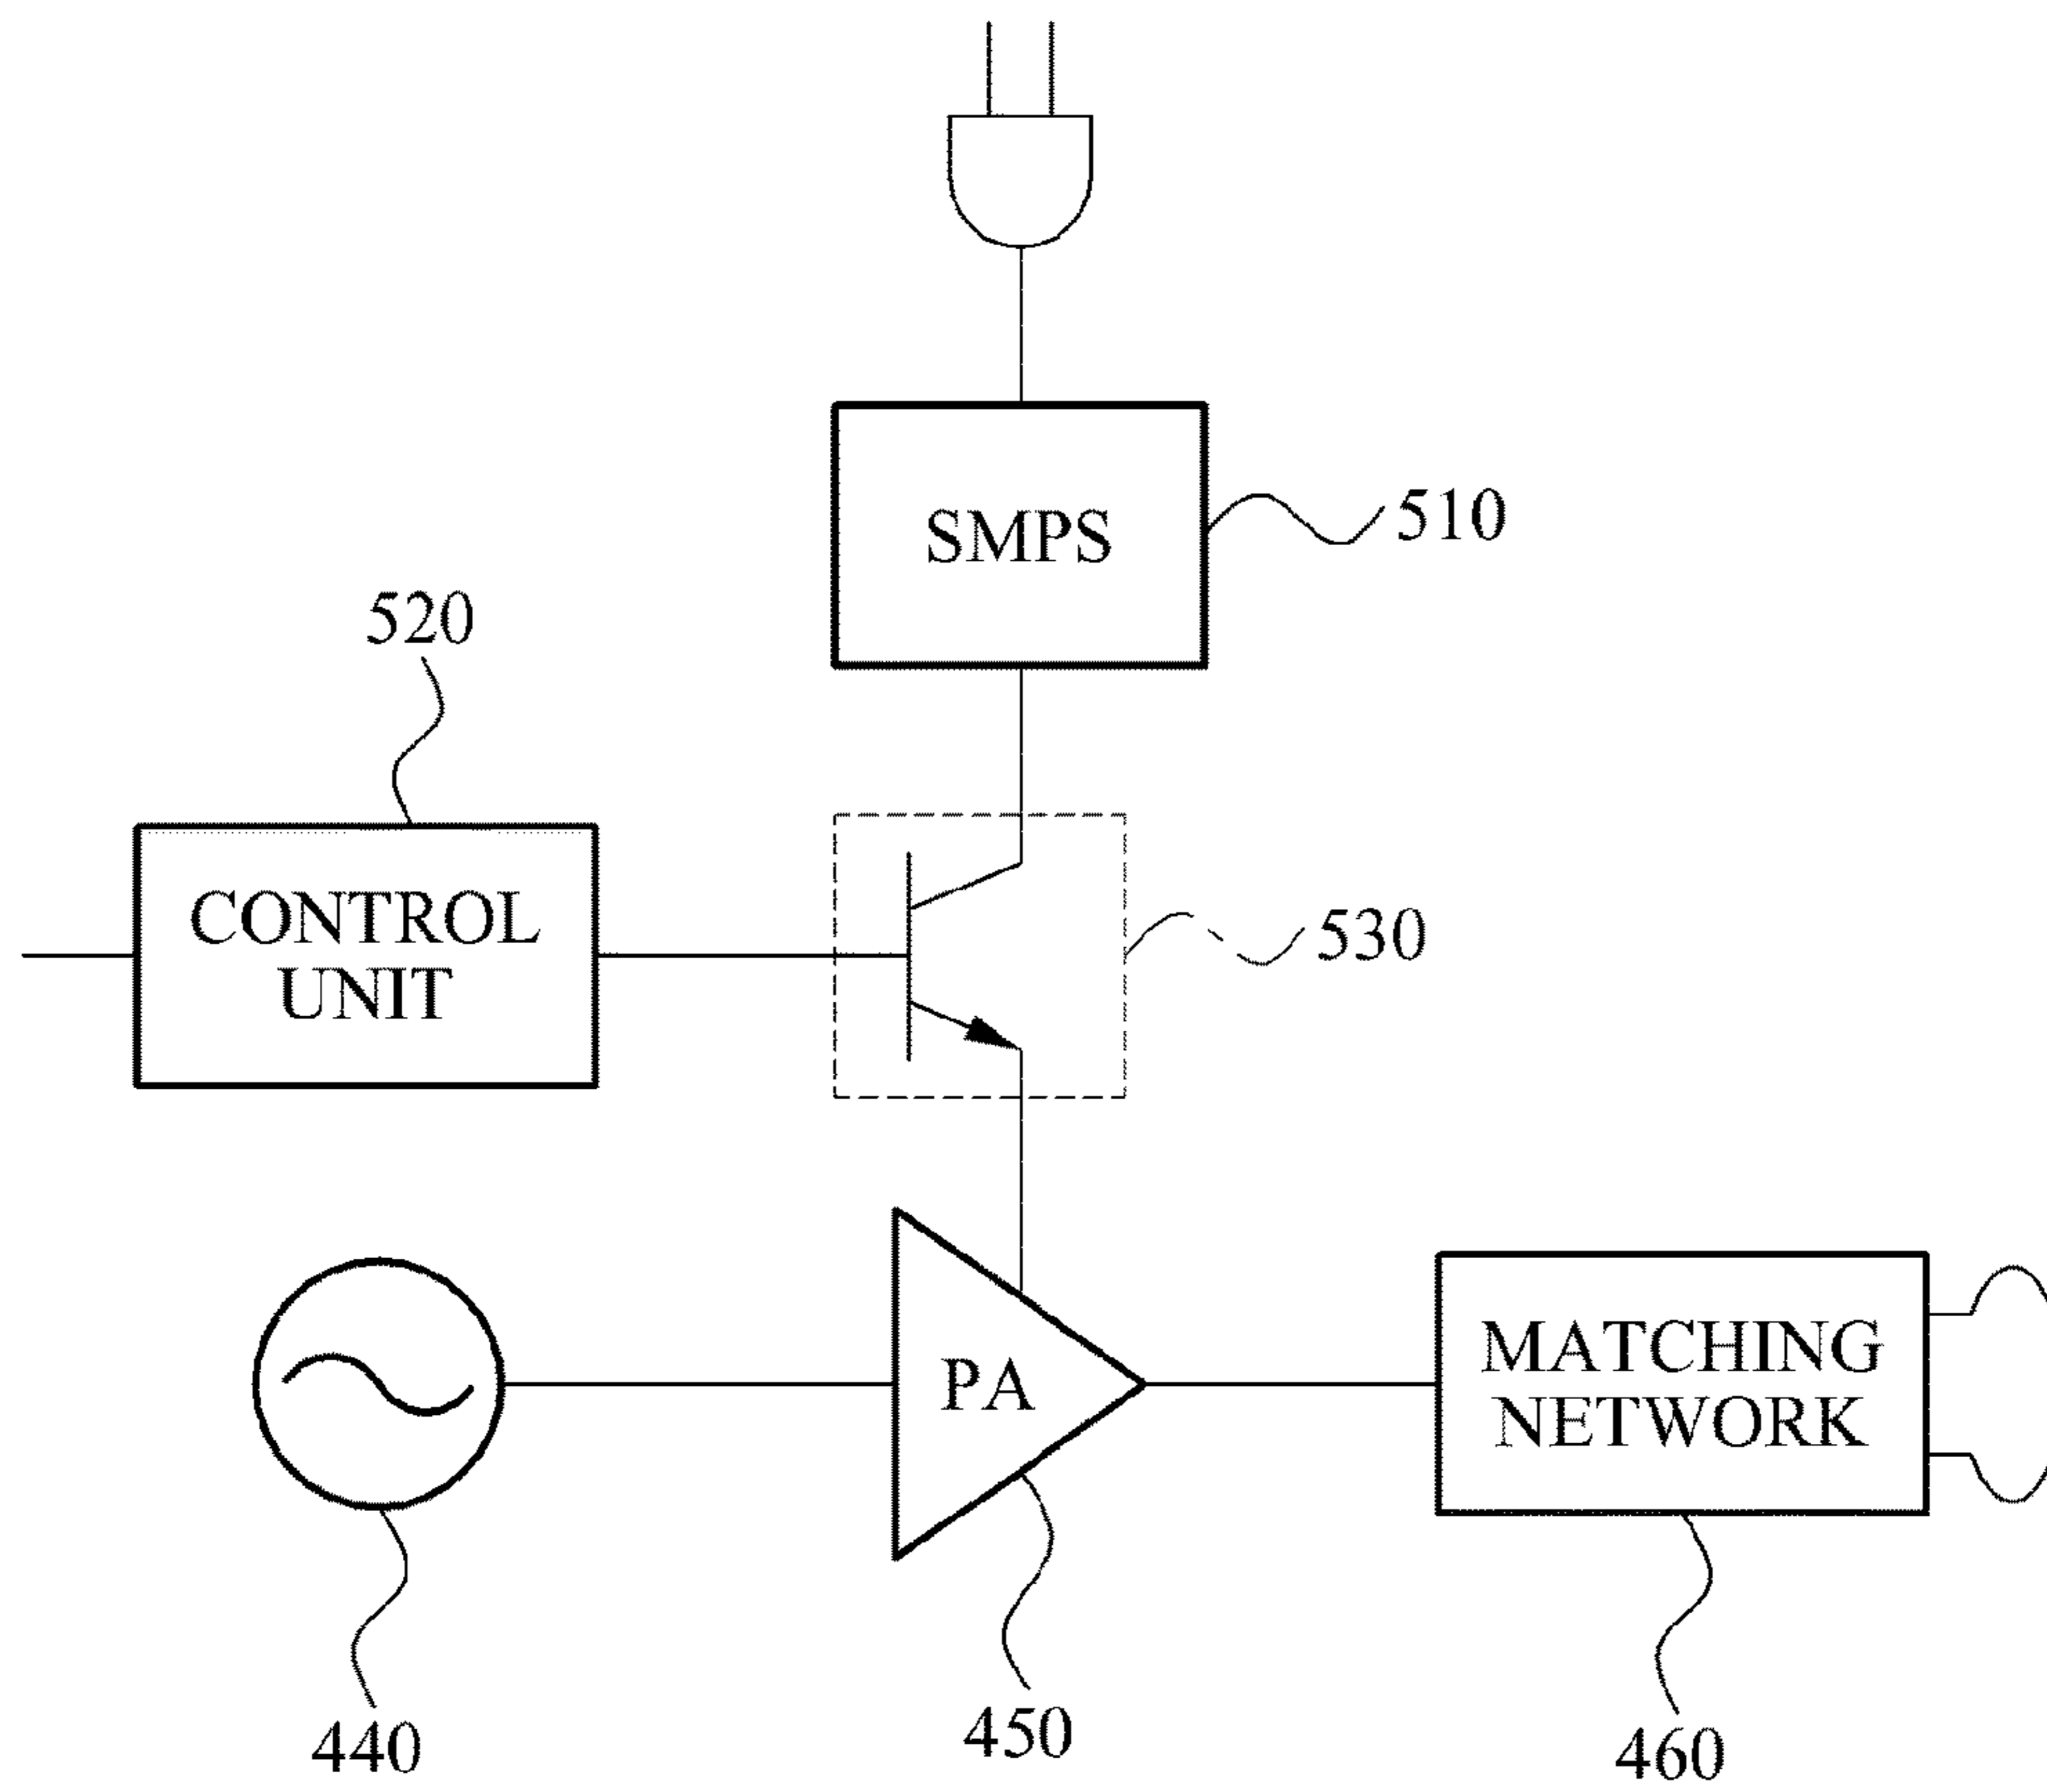 SMPS
510
520
CONTROL
UNIT
530
PA
MATCHING
NETWORK
440
450
460